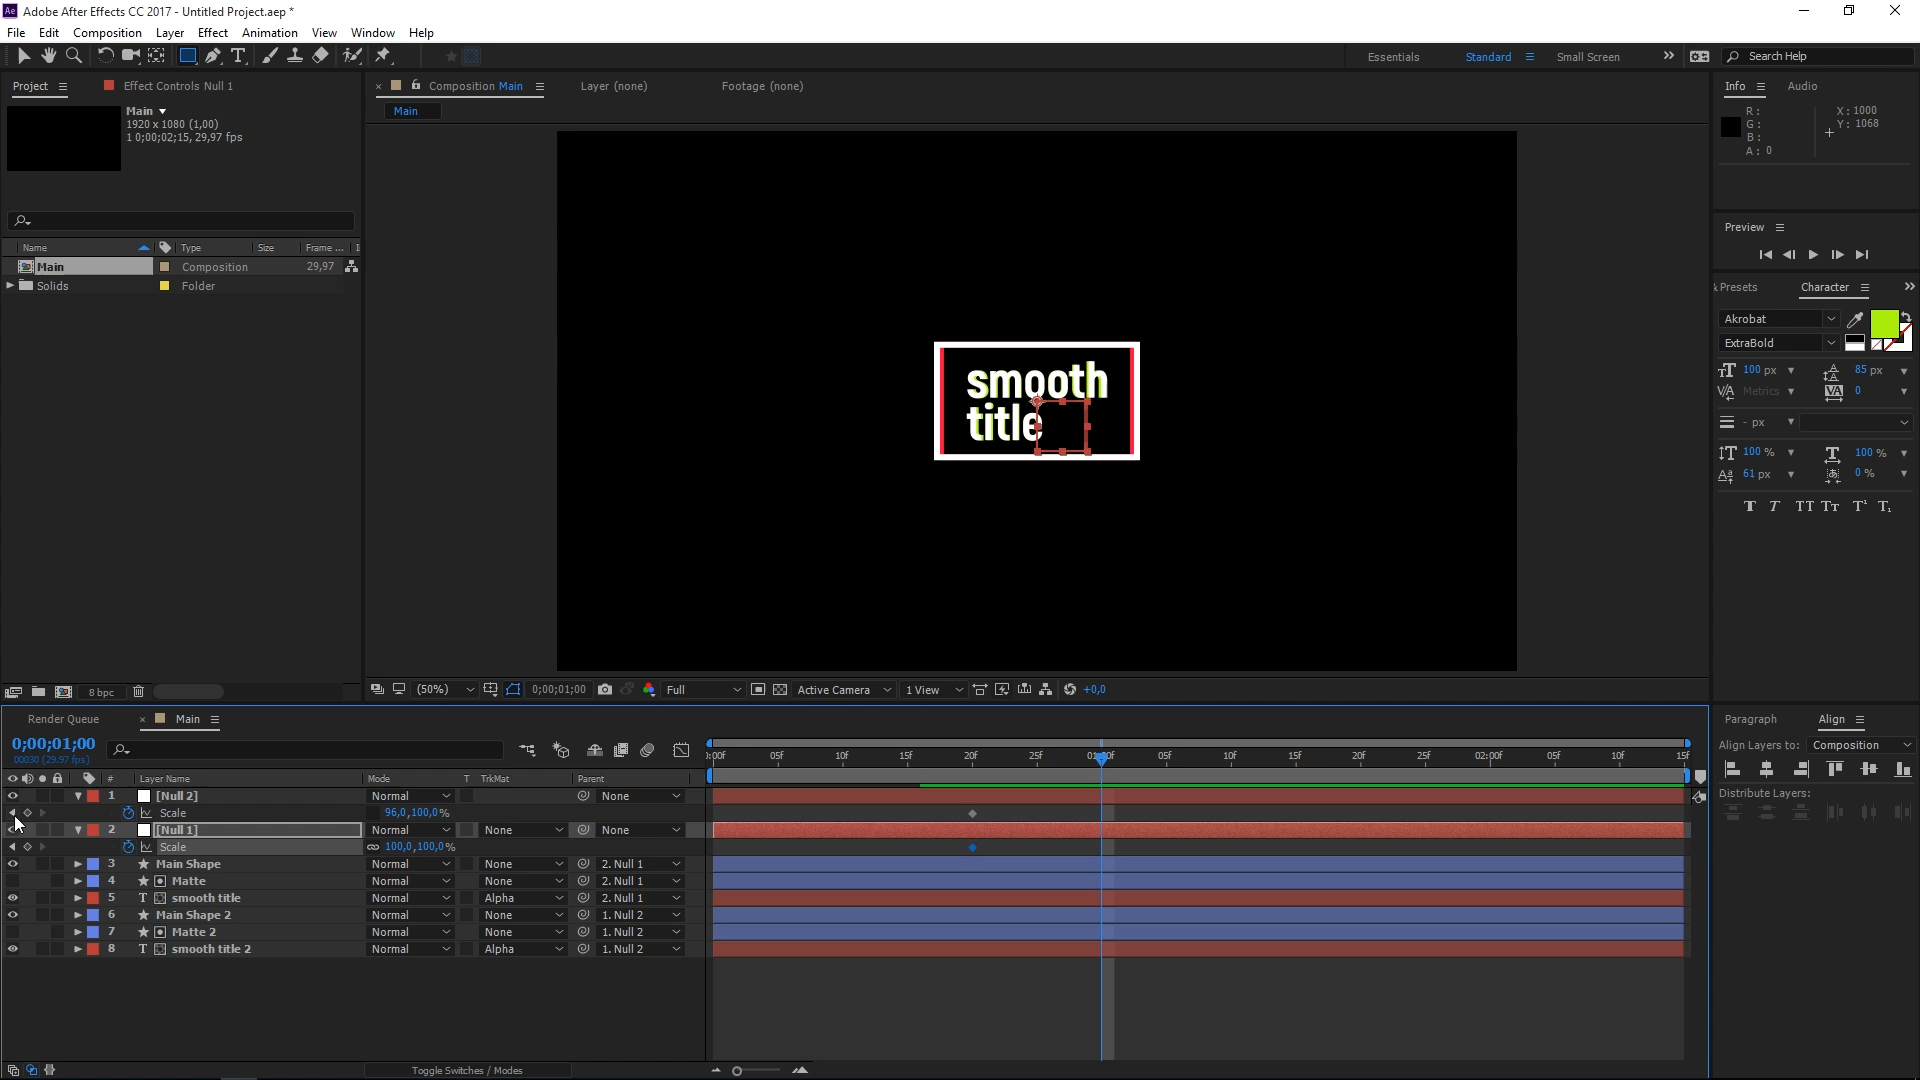 Ae Adobe After Effects CC 2017 - Untitled Project.aep *
File Edit Composition Layer Effect Animation View Window Help
Essentials Standard Small Screen Search Help
Project Effect Controls Null 1
Main
1920 x 1080 (1,00)
Δ 0;00;02;15, 29,97 fps
Name Type Size Frame ...
Main Composition 29,97
Solids Folder
8 bpc
Composition Main Layer (none) Footage (none)
Main
smooth
title
(50%) 0;00;01;00 Full Active Camera 1 View +0,0
Info Audio
R: X: 1000
G: Y: 1068
B:
A: 0
Preview
& Presets Character
Akrobat
ExtraBold
100 px 85 px
Metrics 0
- px
100 % 100 %
61 px 0 %
T T TT Tt T¹ T₁
Render Queue Main
0;00;01;00
00030 (29.97 fps)
:00f 05f 10f 15f 20f 25f 01:00f 05f 10f 15f 20f 25f 02:00f 05f 10f 15f
# Layer Name Mode T TrkMat Parent
1 [Null 2] Normal None
Scale 96,0,100,0%
2 [Null 1] Normal None None
Scale 100,0,100,0%
3 Main Shape Normal None 2. Null 1
4 Matte Normal None 2. Null 1
5 T smooth title Normal Alpha 2. Null 1
6 Main Shape 2 Normal None 1. Null 2
7 Matte 2 Normal None 1. Null 2
8 T smooth title 2 Normal Alpha 1. Null 2
Toggle Switches / Modes
Paragraph Align
Align Layers to: Composition
Distribute Layers: